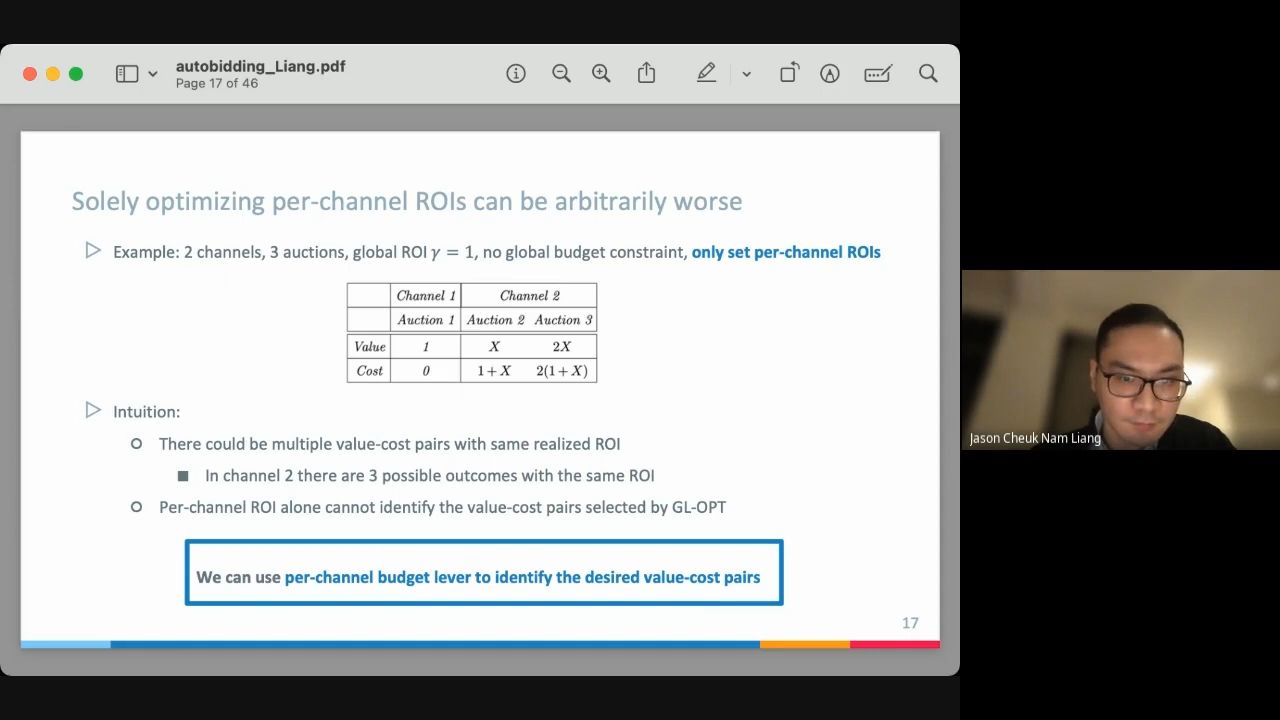 autobidding_Liang.pdf
Page 17 of 46
Solely optimizing per-channel ROIs can be arbitrarily worse
Example: 2 channels, 3 auctions, global ROI γ = 1, no global budget constraint, only set per-channel ROIs
Channel 1 Channel 2
Auction 1 Auction 2 Auction 3
Value 1 X 2X
Cost 0 1+X 2(1+X)
Intuition:
There could be multiple value-cost pairs with same realized ROI
In channel 2 there are 3 possible outcomes with the same ROI
Per-channel ROI alone cannot identify the value-cost pairs selected by GL-OPT
We can use per-channel budget lever to identify the desired value-cost pairs
17
Jason Cheuk Nam Liang